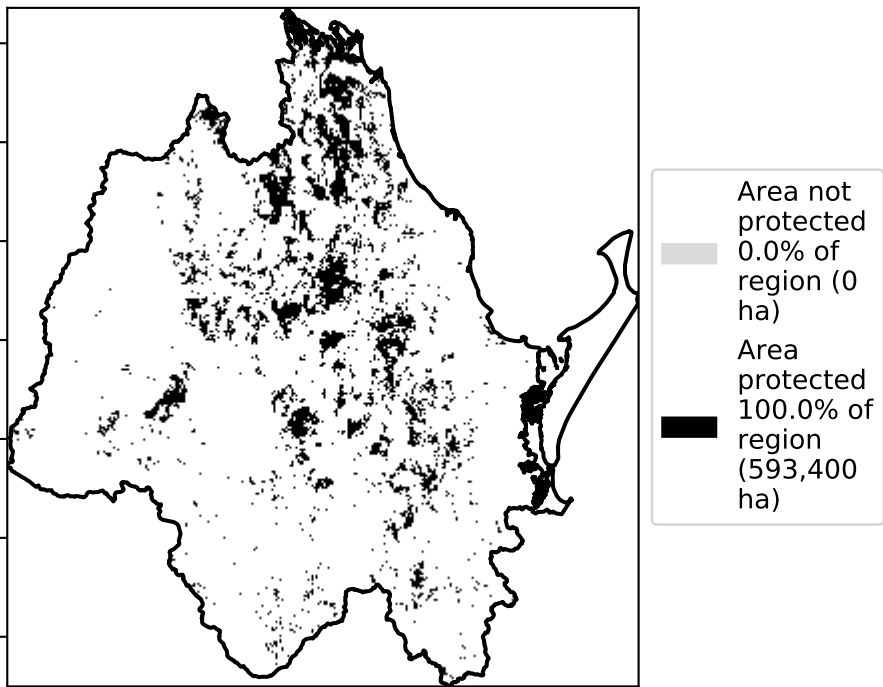 Area not
protected
0.0% of
region (0
ha)
Area
protected
100.0% of
region
(593,400
ha)